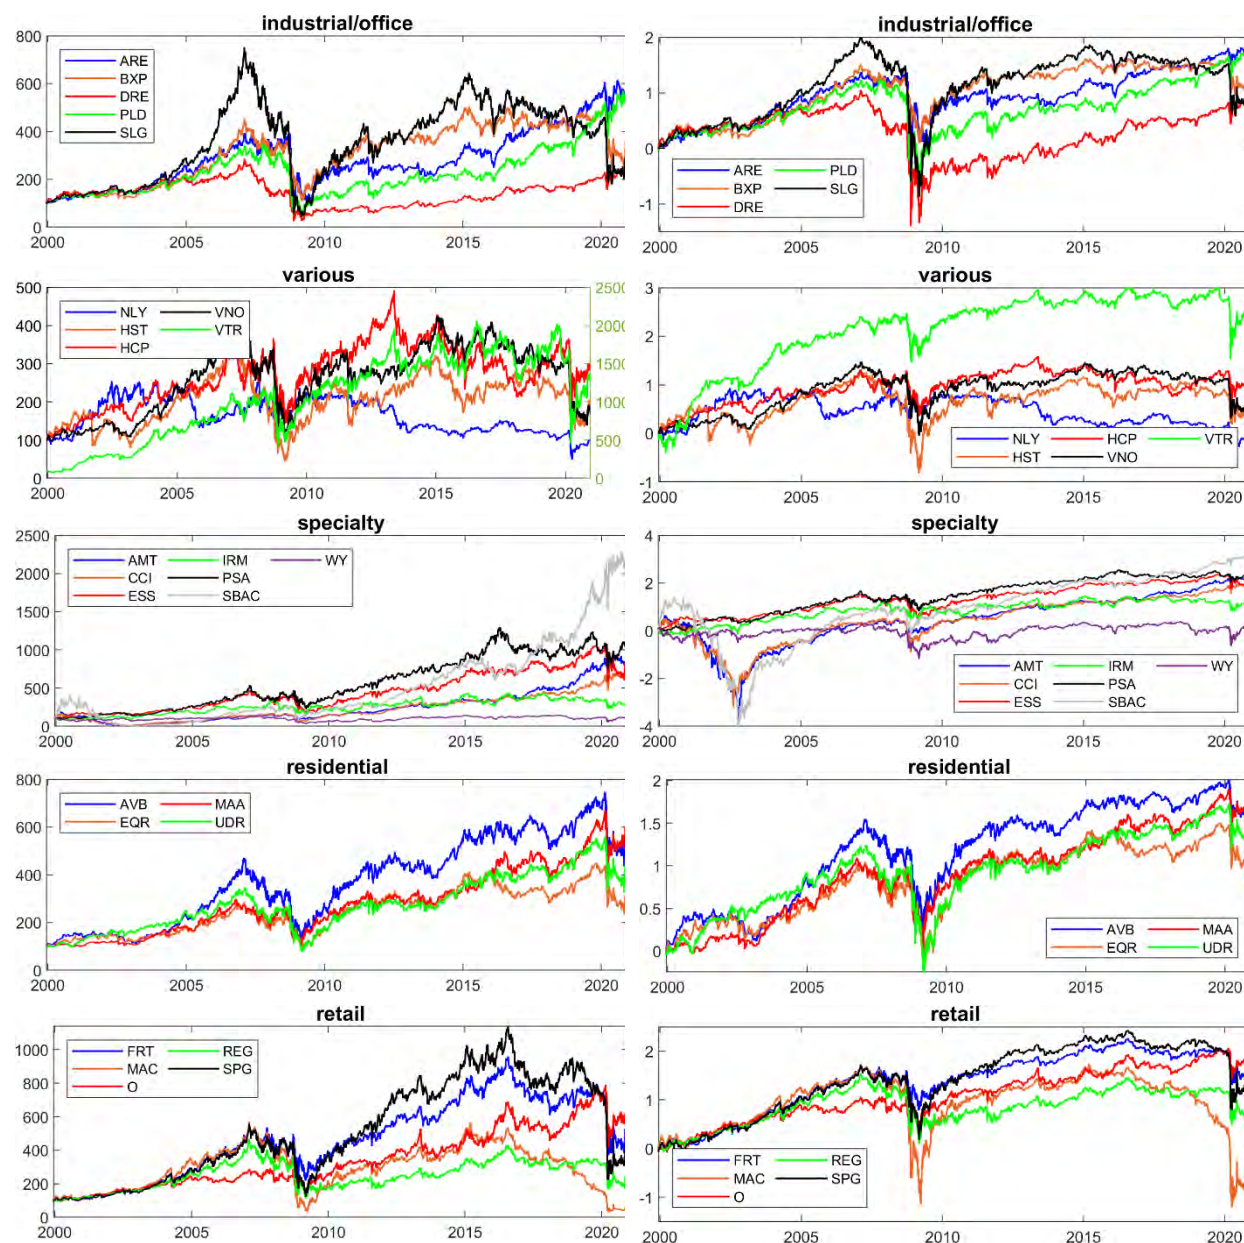 industrial/office
800
600
400
200
0
ARE
BXP
DRE
PLD
SLG
2000 2005 2010 2015 2020
industrial/office
2
1
0
-1
ARE PLD
BXP SLG
DRE
2000 2005 2010 2015 2020
various
500
400
300
200
100
0
NLY VNO
HST VTR
HCP
2500
2000
1500
1000
500
0
2000 2005 2010 2015 2020
various
3
2
1
0
-1
NLY HCP VTR
HST VNO
2000 2005 2010 2015 2020
specialty
2500
2000
1500
1000
500
0
AMT IRM WY
CCI PSA
ESS SBAC
2000 2005 2010 2015 2020
specialty
4
2
0
-2
-4
AMT IRM WY
CCI PSA
ESS SBAC
2000 2005 2010 2015 2020
residential
800
600
400
200
0
AVB MAA
EQR UDR
2000 2005 2010 2015 2020
residential
2
1.5
1
0.5
0
AVB MAA
EQR UDR
2000 2005 2010 2015 2020
retail
1000
800
600
400
200
0
FRT REG
MAC SPG
O
2000 2005 2010 2015 2020
retail
2
1
0
-1
FRT REG
MAC SPG
O
2000 2005 2010 2015 2020